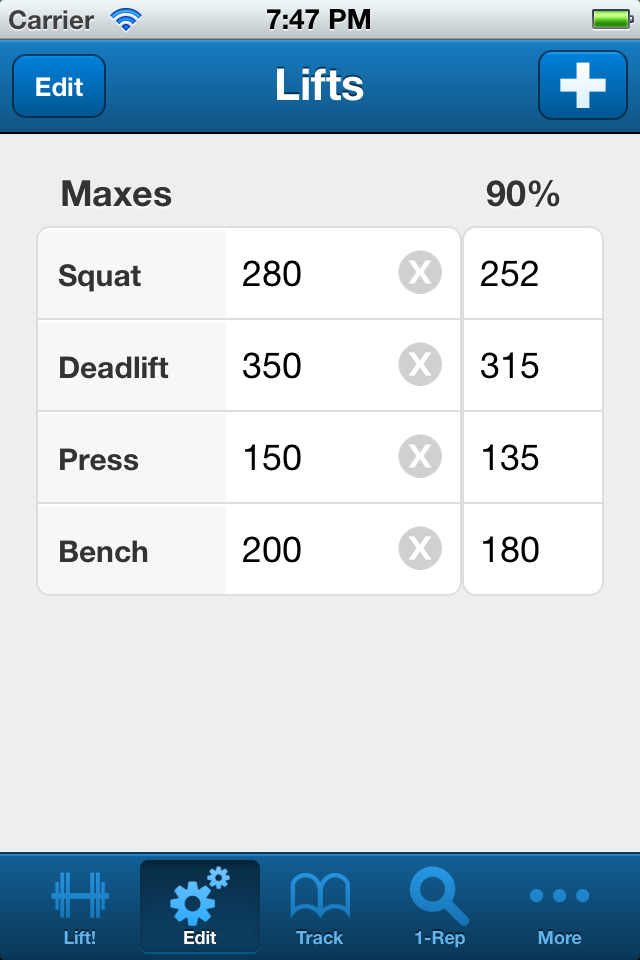 Carrier 7:47 PM
Edit Lifts
Maxes 90%
Squat 280 X 252
Deadlift 350 X 315
Press 150 X 135
Bench 200 X 180
Lift! Edit Track 1-Rep More